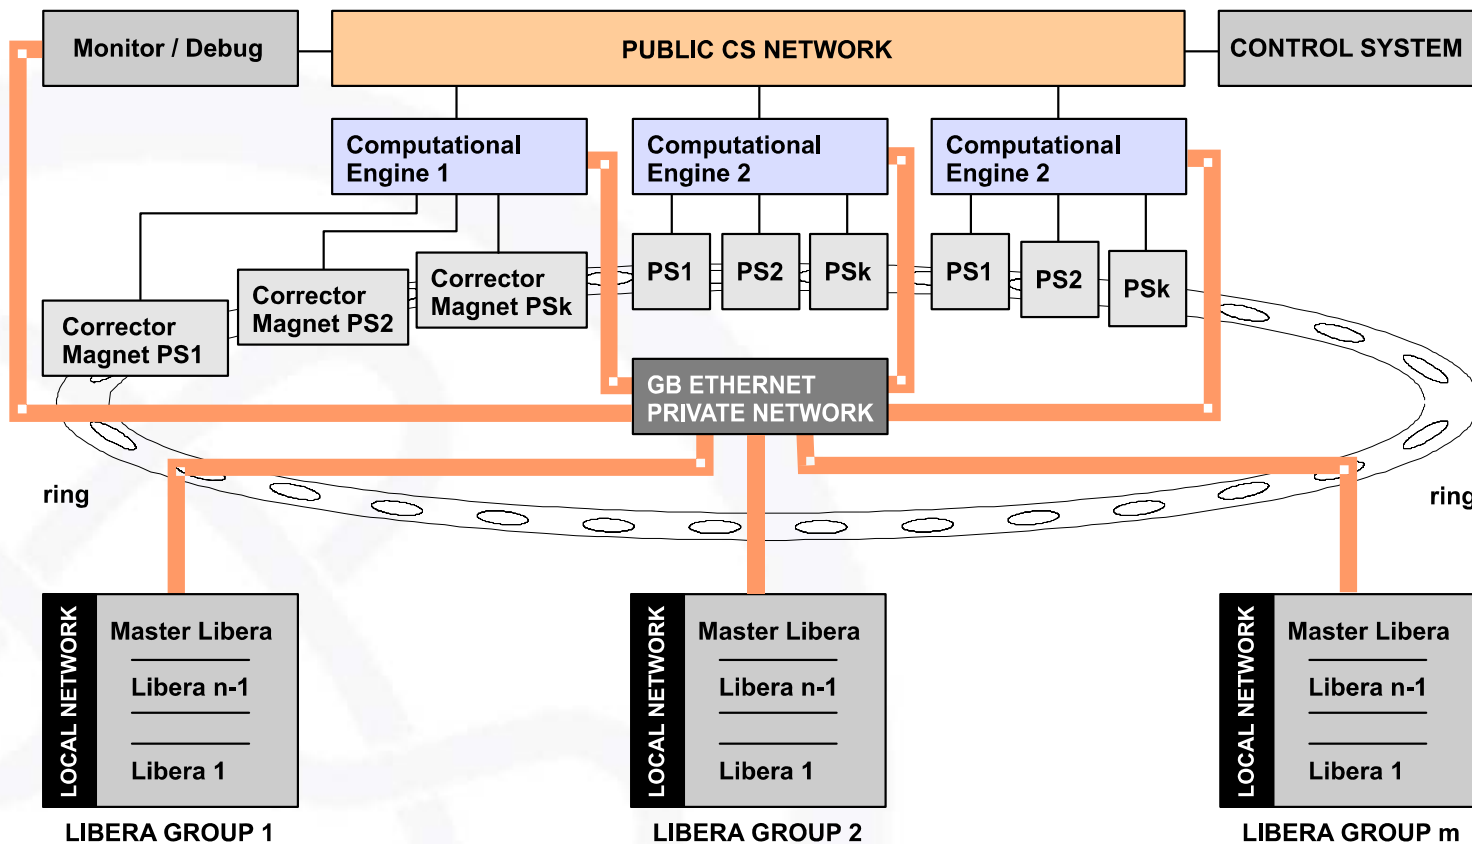 Monitor / Debug
PUBLIC CS NETWORK
CONTROL SYSTEM
Computational
Engine 1
Computational
Engine 2
Computational
Engine 2
Corrector
Magnet PS1
Corrector
Magnet PS2
Corrector
Magnet PSk
PS1
PS2
PSk
PS1
PS2
PSk
GB ETHERNET
PRIVATE NETWORK
ring
ring
LOCAL NETWORK
Master Libera
Libera n-1
Libera 1
LIBERA GROUP 1
LOCAL NETWORK
Master Libera
Libera n-1
Libera 1
LIBERA GROUP 2
LOCAL NETWORK
Master Libera
Libera n-1
Libera 1
LIBERA GROUP m